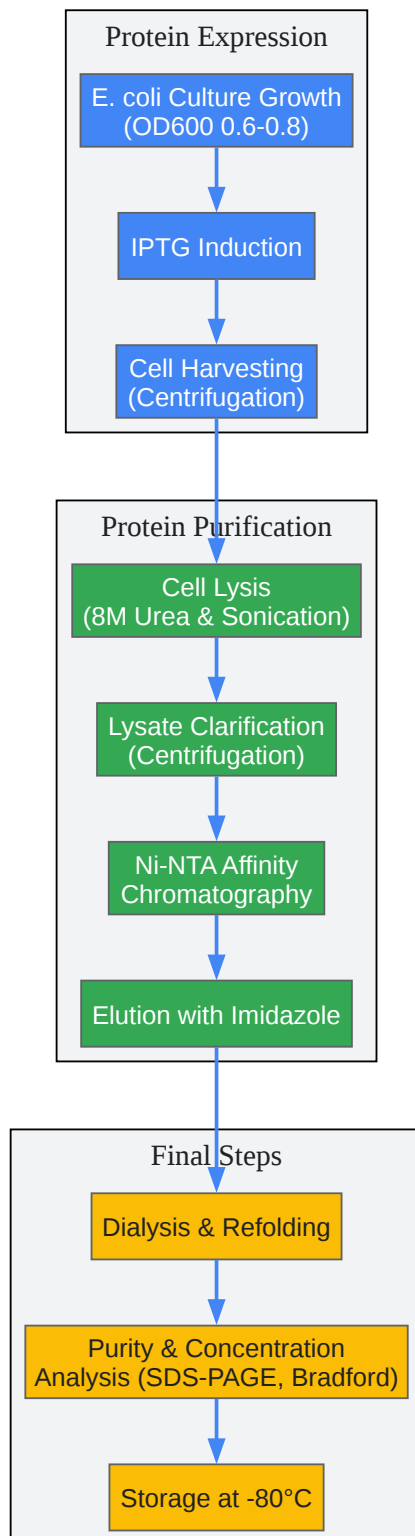 Protein Expression
E. coli Culture Growth
(OD600 0.6-0.8)
IPTG Induction
Cell Harvesting
(Centrifugation)
Protein Purification
Cell Lysis
(8M Urea & Sonication)
Lysate Clarification
(Centrifugation)
Ni-NTA Affinity
Chromatography
Elution with Imidazole
Final Steps
Dialysis & Refolding
Purity & Concentration
Analysis (SDS-PAGE, Bradford)
Storage at -80°C